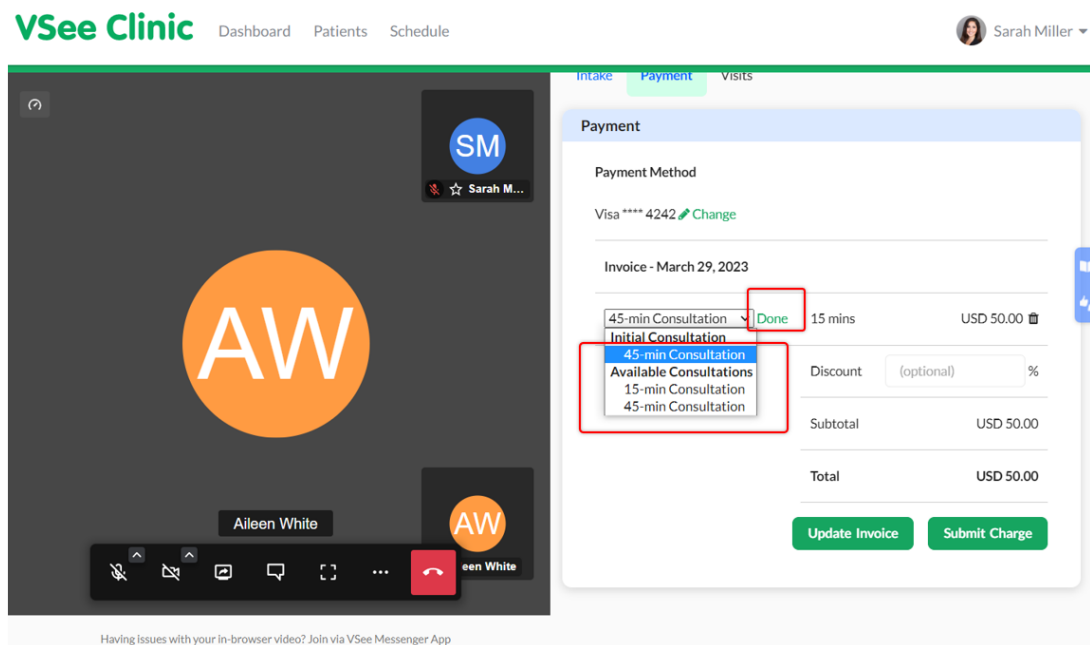 VSee Clinic Dashboard Patients Schedule Sarah Miller
Intake Payment Visits
SM
Sarah M...
AW
Aileen White
AW
een White
Having issues with your in-browser video? Join via VSee Messenger App
Payment
Payment Method
Visa **** 4242 Change
Invoice - March 29, 2023
45-min Consultation Done 15 mins USD 50.00
Initial Consultation
45-min Consultation
Available Consultations
15-min Consultation
45-min Consultation
Discount (optional) %
Subtotal USD 50.00
Total USD 50.00
Update Invoice Submit Charge